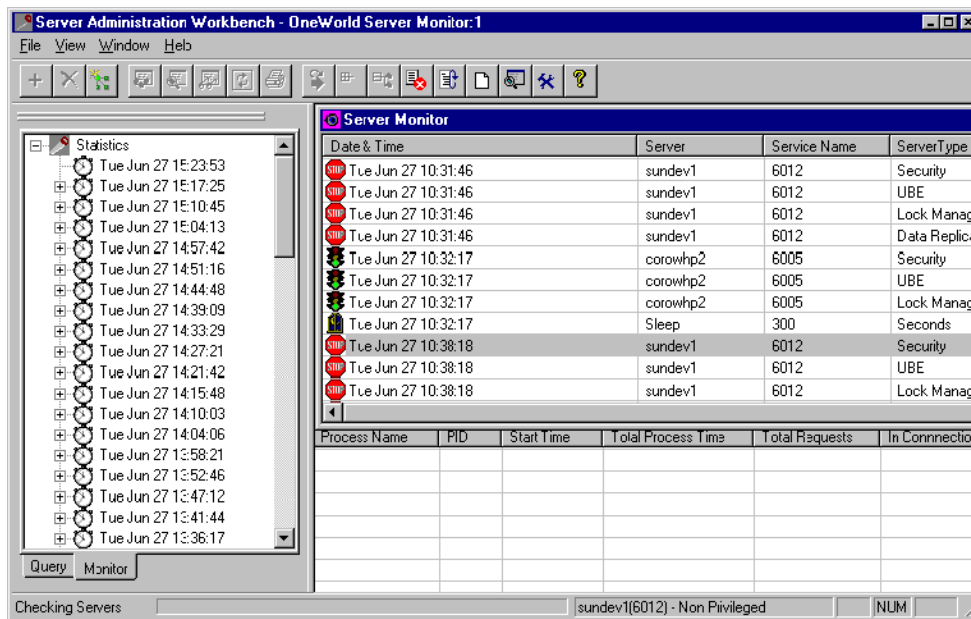 Server Administration Workbench - OneWorld Server Monitor:1
File View Window Help
Statistics
Tue Jun 27 15:23:53
Tue Jun 27 15:17:25
Tue Jun 27 15:10:45
Tue Jun 27 15:04:13
Tue Jun 27 14:57:42
Tue Jun 27 14:51:16
Tue Jun 27 14:44:48
Tue Jun 27 14:39:09
Tue Jun 27 14:33:29
Tue Jun 27 14:27:21
Tue Jun 27 14:21:42
Tue Jun 27 14:15:48
Tue Jun 27 14:10:03
Tue Jun 27 14:04:06
Tue Jun 27 13:58:21
Tue Jun 27 13:52:46
Tue Jun 27 13:47:12
Tue Jun 27 13:41:44
Tue Jun 27 13:36:17
Query Monitor
Server Monitor
Date & Time Server Service Name ServerType
STOP Tue Jun 27 10:31:46 sundev1 6012 Security
STOP Tue Jun 27 10:31:46 sundev1 6012 UBE
STOP Tue Jun 27 10:31:46 sundev1 6012 Lock Manag
STOP Tue Jun 27 10:31:46 sundev1 6012 Data Replica
Tue Jun 27 10:32:17 corowhp2 6005 Security
Tue Jun 27 10:32:17 corowhp2 6005 UBE
Tue Jun 27 10:32:17 corowhp2 6005 Lock Manag
Tue Jun 27 10:32:17 Sleep 300 Seconds
STOP Tue Jun 27 10:38:18 sundev1 6012 Security
STOP Tue Jun 27 10:38:18 sundev1 6012 UBE
STOP Tue Jun 27 10:38:18 sundev1 6012 Lock Manag
Process Name PID Start Time Total Process Time Total Requests In Connnectio
Checking Servers sundev1(6012) - Non Privileged NUM